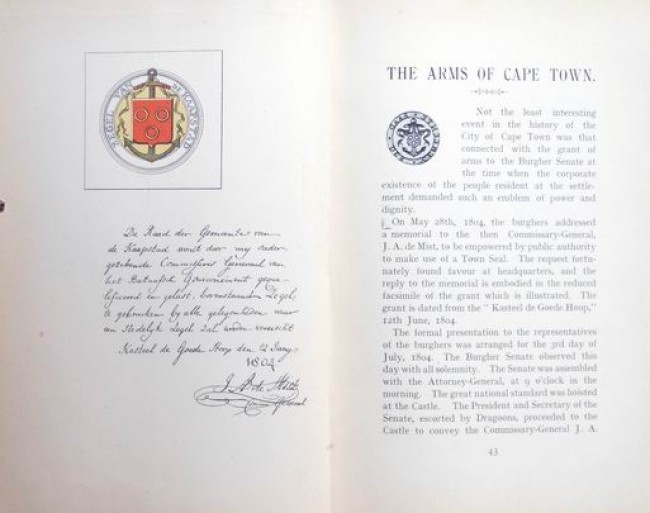 ZEGEL VAN DE KAAPSTAD
De Raad der Gemeente van
de Kaapstad wordt door my onder
getekende Commissaris Generaal van
het Bataafsch Gouvernement gequa-
lificeerd en gelast, bovenstaanden Zegel,
te gebruiken by alle gelegenheden waar
een Stedelyk Zegel zal worden vereischt
Kasteel de Goede Hoop den 12 Juny
1804
J. A. de Mist
THE ARMS OF CAPE TOWN.
Not the least interesting
event in the history of the
City of Cape Town was that
connected with the grant of
arms to the Burgher Senate at
the time when the corporate
existence of the people resident at the settle-
ment demanded such an emblem of power and
dignity.
On May 28th, 1804, the burghers addressed
a memorial to the then Commissary-General,
J. A. de Mist, to be empowered by public authority
to make use of a Town Seal. The request fortu-
nately found favour at headquarters, and the
reply to the memorial is embodied in the reduced
facsimile of the grant which is illustrated. The
grant is dated from the "Kasteel de Goede Hoop,"
12th June, 1804.
The formal presentation to the representatives
of the burghers was arranged for the 3rd day of
July, 1804. The Burgher Senate observed this
day with all solemnity. The Senate was assembled
with the Attorney-General, at 9 o'clock in the
morning. The great national standard was hoisted
at the Castle. The President and Secretary of the
Senate, escorted by Dragoons, proceeded to the
Castle to convey the Commissary-General J. A.
43